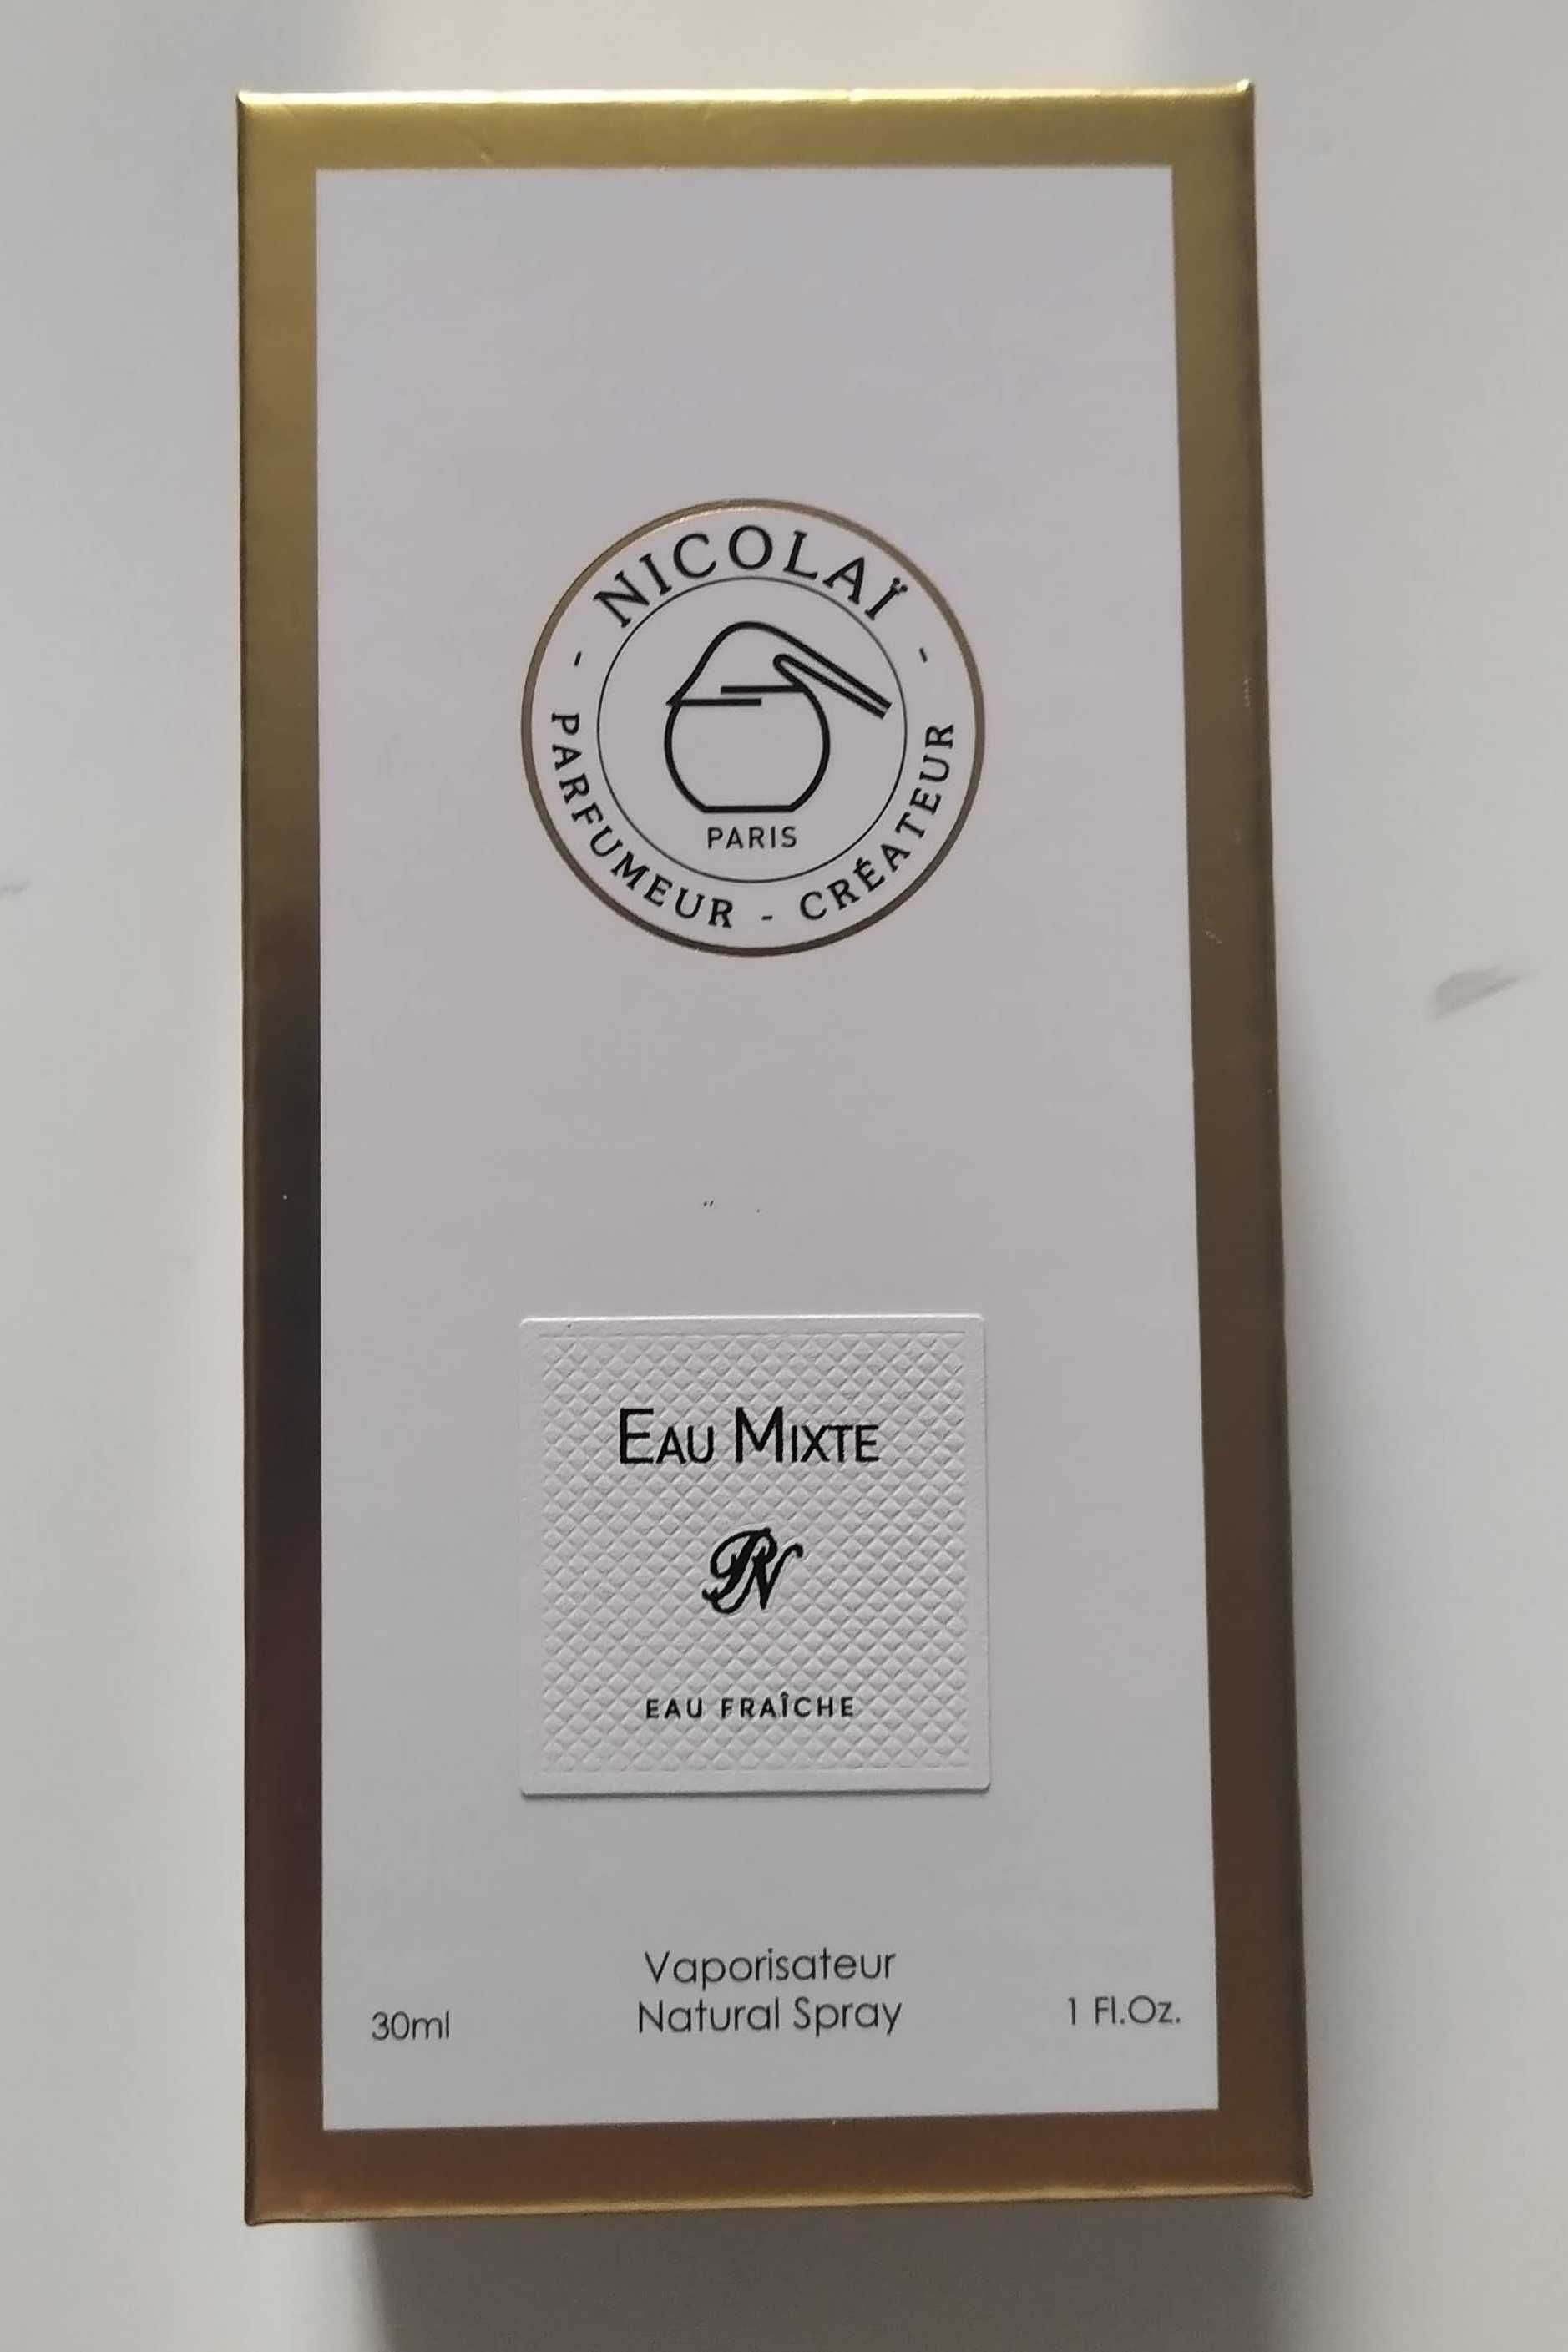 - NICOLAÏ -
PARFUMEUR - CRÉATEUR
PARIS
EAU MIXTE
PN
EAU FRAÎCHE
Vaporisateur
30ml Natural Spray 1 Fl.Oz.